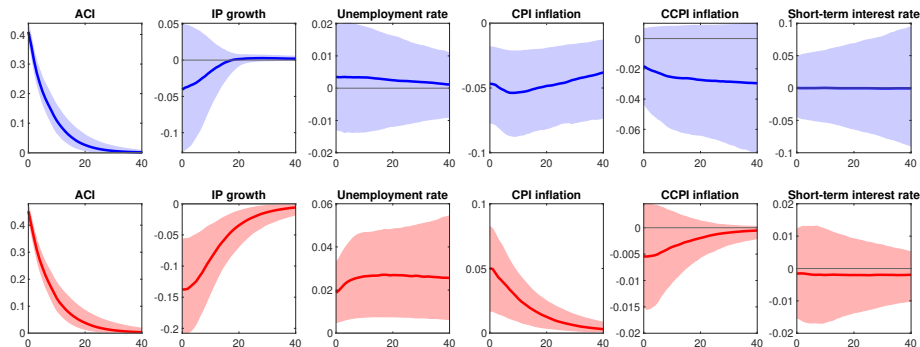 ACI IP growth Unemployment rate CPI inflation CCPI inflation Short-term interest rate
0.4 0.3 0.2 0.1 0
0.05 0 -0.05 -0.1
0.02 0.01 0 -0.01 -0.02
0 -0.05 -0.1
0 -0.02 -0.04 -0.06
0.1 0.05 0 -0.05 -0.1
0 20 40 0 20 40 0 20 40 0 20 40 0 20 40 0 20 40
ACI IP growth Unemployment rate CPI inflation CCPI inflation Short-term interest rate
0.4 0.3 0.2 0.1 0
0 -0.05 -0.1 -0.15 -0.2
0.06 0.04 0.02 0
0.1 0.05 0
0 -0.005 -0.01 -0.015 -0.02
0.02 0.01 0 -0.01 -0.02
0 20 40 0 20 40 0 20 40 0 20 40 0 20 40 0 20 40